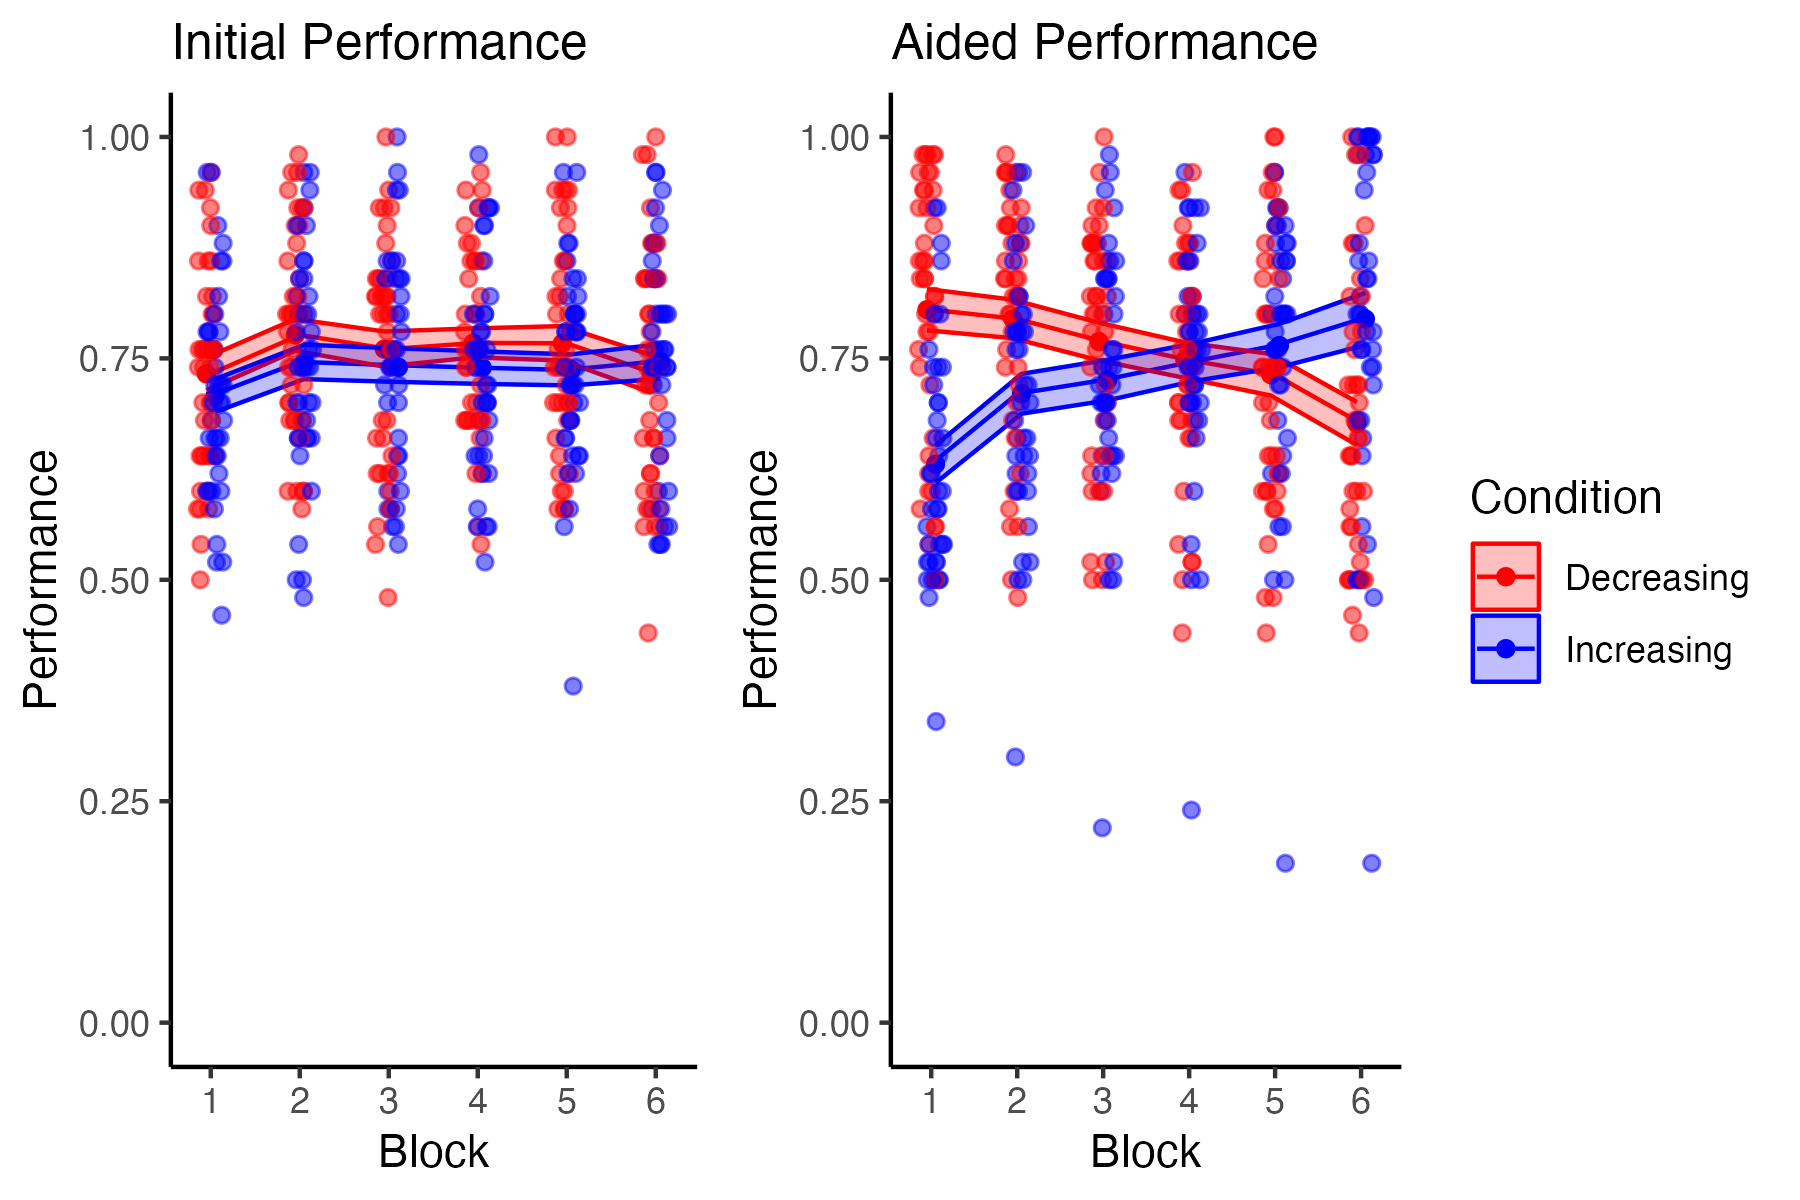 Initial Performance
Performance
1.00
0.75
0.50
0.25
0.00
1 2 3 4 5 6
Block
Aided Performance
Performance
1.00
0.75
0.50
0.25
0.00
1 2 3 4 5 6
Block
Condition
Decreasing
Increasing